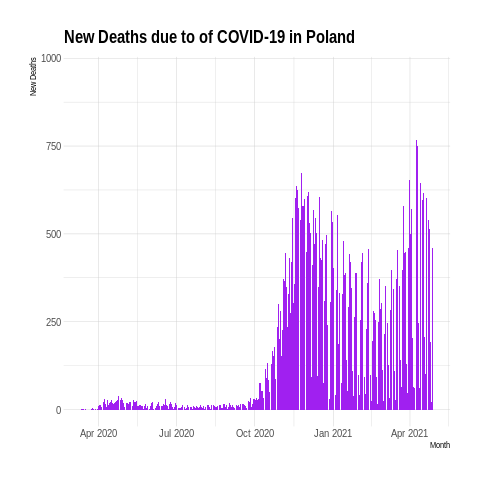 New Deaths due to of COVID-19 in Poland
New Deaths
1000
750
500
250
0
Apr 2020 Jul 2020 Oct 2020 Jan 2021 Apr 2021
Month